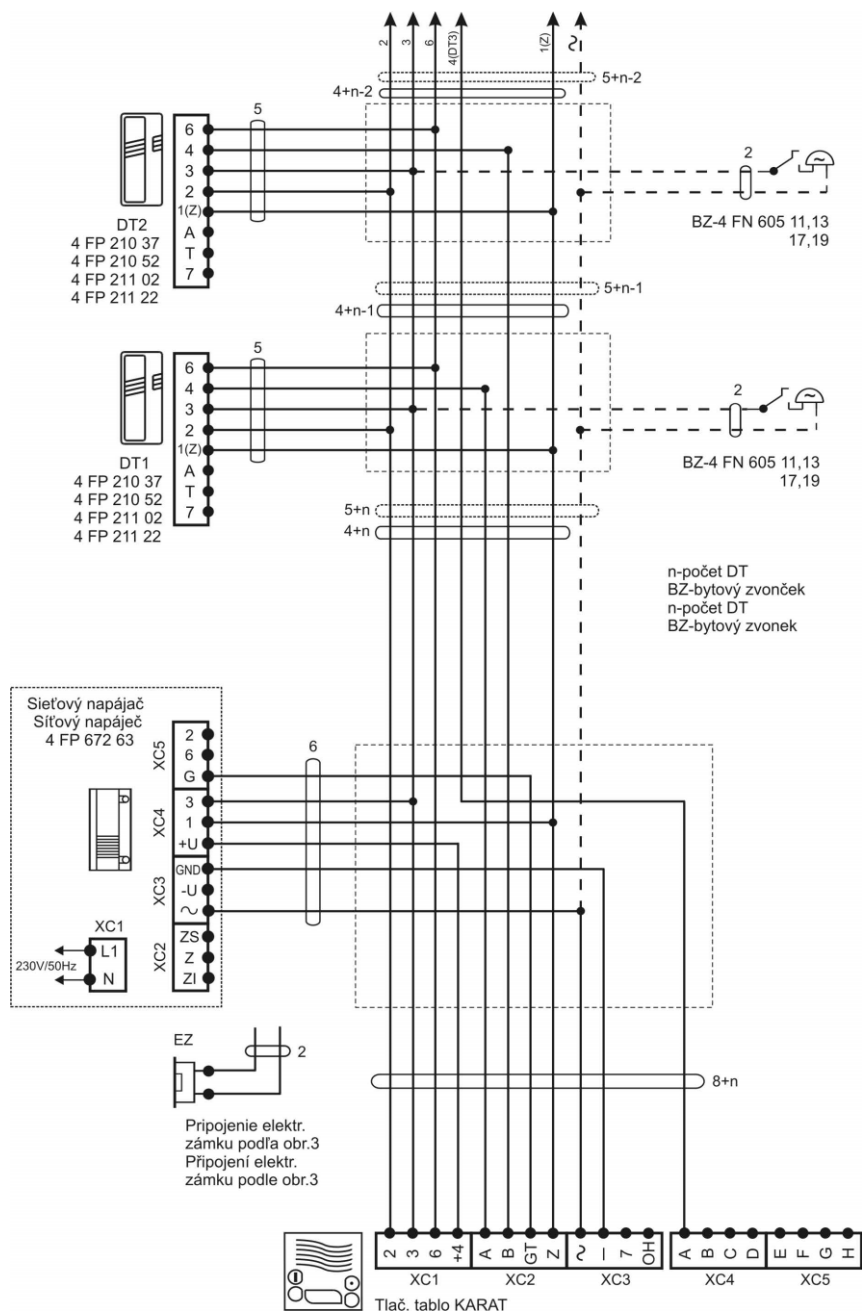 2
3
6
4(DT3)
1(Z)
~
5+n-2
4+n-2
5
6
4
3
2
1(Z)
A
T
7
DT2
4 FP 210 37
4 FP 210 52
4 FP 211 02
4 FP 211 22
2
~
BZ-4 FN 605 11,13
17,19
5+n-1
4+n-1
5
6
4
3
2
1(Z)
A
T
7
DT1
4 FP 210 37
4 FP 210 52
4 FP 211 02
4 FP 211 22
2
~
BZ-4 FN 605 11,13
17,19
5+n
4+n
n-počet DT
BZ-bytový zvonček
n-počet DT
BZ-bytový zvonek
Sieťový napájač
Síťový napáječ
4 FP 672 63
XC5
2
6
G
XC4
3
1
+U
XC3
GND
-U
~
XC2
ZS
Z
ZI
6
XC1
L1
N
230V/50Hz
EZ
2
8+n
Pripojenie elektr.
zámku podľa obr.3
Připojení elektr.
zámku podle obr.3
2 3 6 +4 A B GT Z ~ I 7 OH A B C D E F G H
XC1 XC2 XC3 XC4 XC5
Tlač. tablo KARAT